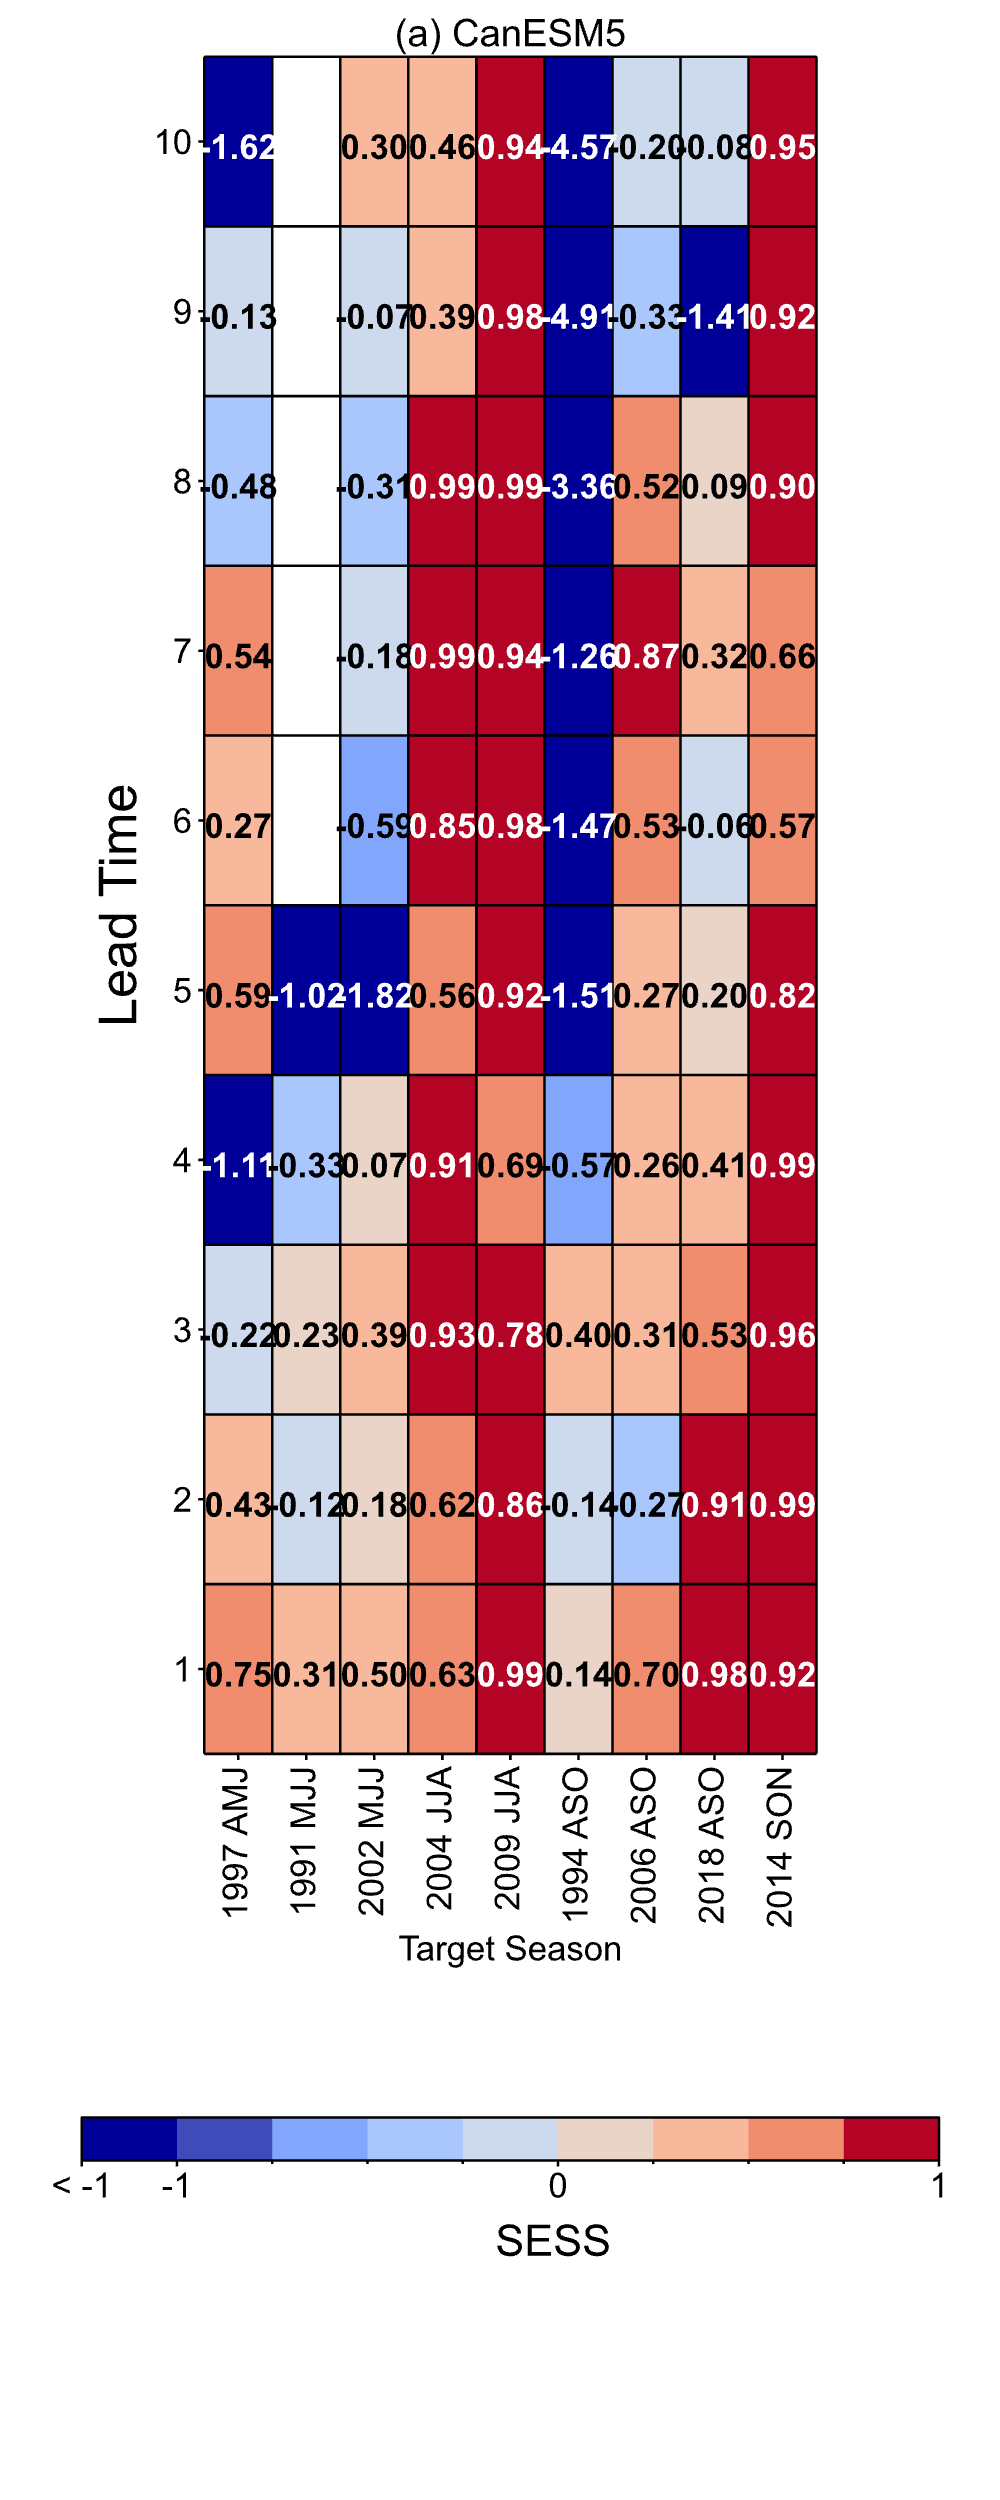 (a) CanESM5
10 -1.62 0.30 0.46 0.94 -4.57 -0.20 -0.08 0.95
9 -0.13 -0.07 0.39 0.98 -4.91 -0.33 -1.41 0.92
8 -0.48 -0.31 0.99 0.99 -3.36 0.52 0.09 0.90
7 0.54 -0.18 0.99 0.94 -1.26 0.87 0.32 0.66
6 0.27 -0.59 0.85 0.98 -1.47 0.53 -0.06 0.57
5 0.59 -1.02 -1.82 0.56 0.92 -1.51 0.27 0.20 0.82
4 -1.11 -0.33 0.07 0.91 0.69 -0.57 0.26 0.41 0.99
3 -0.22 0.23 0.39 0.93 0.78 0.40 0.31 0.53 0.96
2 0.43 -0.12 0.18 0.62 0.86 -0.14 -0.27 0.91 0.99
1 0.75 0.31 0.50 0.63 0.99 0.14 0.70 0.98 0.92
Lead Time
1997 AMJ
1991 MJJ
2002 MJJ
2004 JJA
2009 JJA
1994 ASO
2006 ASO
2018 ASO
2014 SON
Target Season
< -1 -1 0 1
SESS